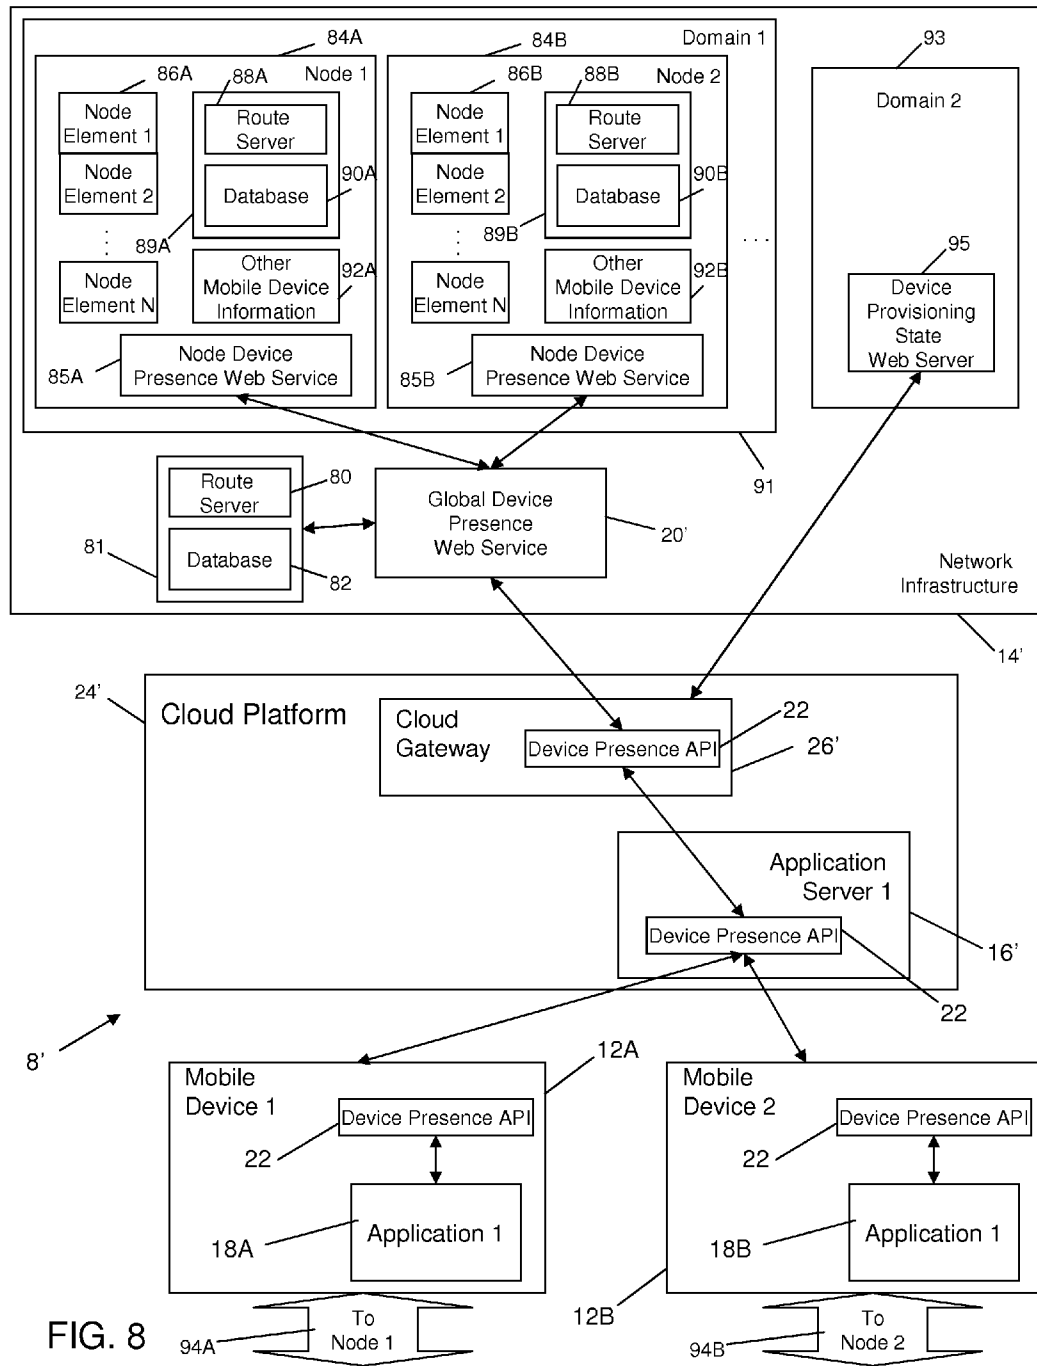 84A
84B
Domain 1
93
86A
88A
Node 1
86B
88B
Node 2
Domain 2
Node
Element 1
Route
Server
Node
Element 1
Route
Server
Node
Element 2
Database
90A
Node
Element 2
Database
90B
. . .
89A
. . .
89B
. . .
95
Node
Element N
Other
Mobile Device
Information
92A
Node
Element N
Other
Mobile Device
Information
92B
Device
Provisioning
State
Web Server
85A
Node Device
Presence Web Service
85B
Node Device
Presence Web Service
91
Route
Server
80
Global Device
Presence
Web Service
20'
81
Database
82
Network
Infrastructure
14'
24'
Cloud Platform
Cloud
Gateway
22
Device Presence API
26'
Application
Server 1
Device Presence API
16'
22
8'
12A
Mobile
Device 1
Device Presence API
22
18A
Application 1
Mobile
Device 2
Device Presence API
22
18B
Application 1
12B
FIG. 8
94A
To
Node 1
94B
To
Node 2